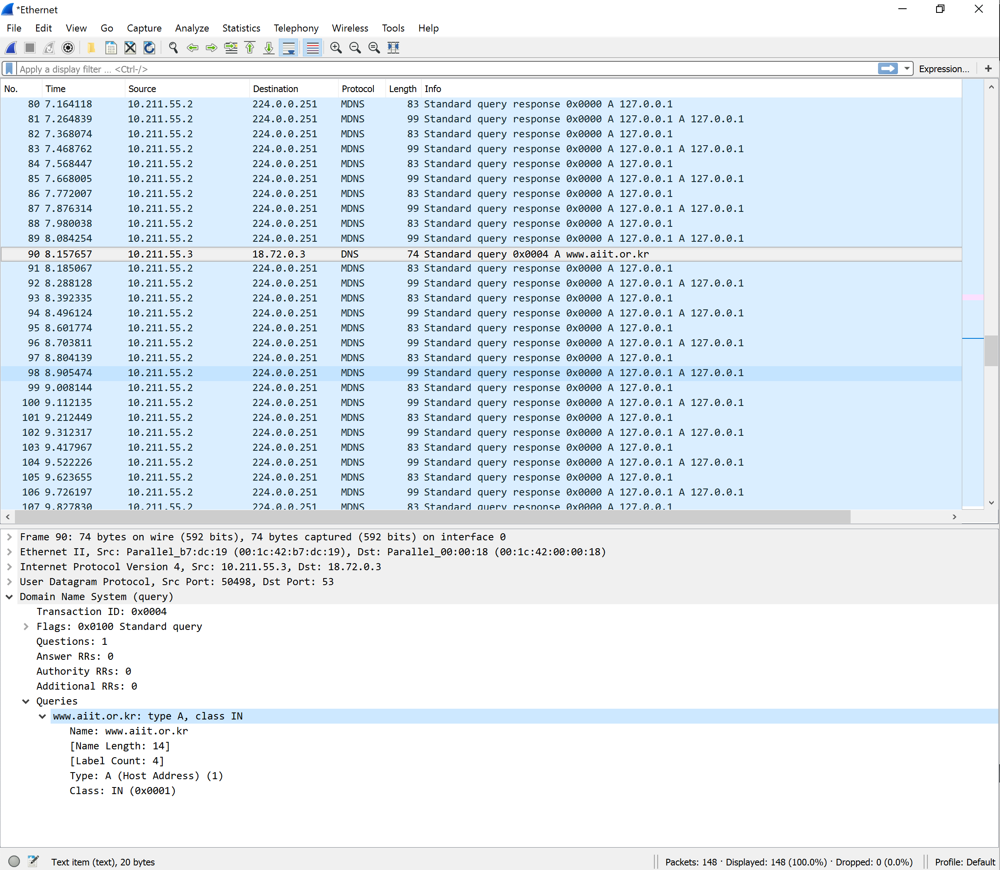 *Ethernet
File Edit View Go Capture Analyze Statistics Telephony Wireless Tools Help
Apply a display filter ... <Ctrl-/> Expression... +
No. Time Source Destination Protocol Length Info
80 7.164118 10.211.55.2 224.0.0.251 MDNS 83 Standard query response 0x0000 A 127.0.0.1
81 7.264839 10.211.55.2 224.0.0.251 MDNS 99 Standard query response 0x0000 A 127.0.0.1 A 127.0.0.1
82 7.368074 10.211.55.2 224.0.0.251 MDNS 83 Standard query response 0x0000 A 127.0.0.1
83 7.468762 10.211.55.2 224.0.0.251 MDNS 99 Standard query response 0x0000 A 127.0.0.1 A 127.0.0.1
84 7.568447 10.211.55.2 224.0.0.251 MDNS 83 Standard query response 0x0000 A 127.0.0.1
85 7.668005 10.211.55.2 224.0.0.251 MDNS 99 Standard query response 0x0000 A 127.0.0.1 A 127.0.0.1
86 7.772007 10.211.55.2 224.0.0.251 MDNS 83 Standard query response 0x0000 A 127.0.0.1
87 7.876314 10.211.55.2 224.0.0.251 MDNS 99 Standard query response 0x0000 A 127.0.0.1 A 127.0.0.1
88 7.980038 10.211.55.2 224.0.0.251 MDNS 83 Standard query response 0x0000 A 127.0.0.1
89 8.084254 10.211.55.2 224.0.0.251 MDNS 99 Standard query response 0x0000 A 127.0.0.1 A 127.0.0.1
90 8.157657 10.211.55.3 18.72.0.3 DNS 74 Standard query 0x0004 A www.aiit.or.kr
91 8.185067 10.211.55.2 224.0.0.251 MDNS 83 Standard query response 0x0000 A 127.0.0.1
92 8.288128 10.211.55.2 224.0.0.251 MDNS 99 Standard query response 0x0000 A 127.0.0.1 A 127.0.0.1
93 8.392335 10.211.55.2 224.0.0.251 MDNS 83 Standard query response 0x0000 A 127.0.0.1
94 8.496124 10.211.55.2 224.0.0.251 MDNS 99 Standard query response 0x0000 A 127.0.0.1 A 127.0.0.1
95 8.601774 10.211.55.2 224.0.0.251 MDNS 83 Standard query response 0x0000 A 127.0.0.1
96 8.703811 10.211.55.2 224.0.0.251 MDNS 99 Standard query response 0x0000 A 127.0.0.1 A 127.0.0.1
97 8.804139 10.211.55.2 224.0.0.251 MDNS 83 Standard query response 0x0000 A 127.0.0.1
98 8.905474 10.211.55.2 224.0.0.251 MDNS 99 Standard query response 0x0000 A 127.0.0.1 A 127.0.0.1
99 9.008144 10.211.55.2 224.0.0.251 MDNS 83 Standard query response 0x0000 A 127.0.0.1
100 9.112135 10.211.55.2 224.0.0.251 MDNS 99 Standard query response 0x0000 A 127.0.0.1 A 127.0.0.1
101 9.212449 10.211.55.2 224.0.0.251 MDNS 83 Standard query response 0x0000 A 127.0.0.1
102 9.312317 10.211.55.2 224.0.0.251 MDNS 99 Standard query response 0x0000 A 127.0.0.1 A 127.0.0.1
103 9.417967 10.211.55.2 224.0.0.251 MDNS 83 Standard query response 0x0000 A 127.0.0.1
104 9.522226 10.211.55.2 224.0.0.251 MDNS 99 Standard query response 0x0000 A 127.0.0.1 A 127.0.0.1
105 9.623655 10.211.55.2 224.0.0.251 MDNS 83 Standard query response 0x0000 A 127.0.0.1
106 9.726197 10.211.55.2 224.0.0.251 MDNS 99 Standard query response 0x0000 A 127.0.0.1 A 127.0.0.1
107 9.827830 10.211.55.2 224.0.0.251 MDNS 83 Standard query response 0x0000 A 127.0.0.1
Frame 90: 74 bytes on wire (592 bits), 74 bytes captured (592 bits) on interface 0
Ethernet II, Src: Parallel_b7:dc:19 (00:1c:42:b7:dc:19), Dst: Parallel_00:00:18 (00:1c:42:00:00:18)
Internet Protocol Version 4, Src: 10.211.55.3, Dst: 18.72.0.3
User Datagram Protocol, Src Port: 50498, Dst Port: 53
Domain Name System (query)
Transaction ID: 0x0004
Flags: 0x0100 Standard query
Questions: 1
Answer RRs: 0
Authority RRs: 0
Additional RRs: 0
Queries
www.aiit.or.kr: type A, class IN
Name: www.aiit.or.kr
[Name Length: 14]
[Label Count: 4]
Type: A (Host Address) (1)
Class: IN (0x0001)
Text item (text), 20 bytes Packets: 148 · Displayed: 148 (100.0%) · Dropped: 0 (0.0%) Profile: Default